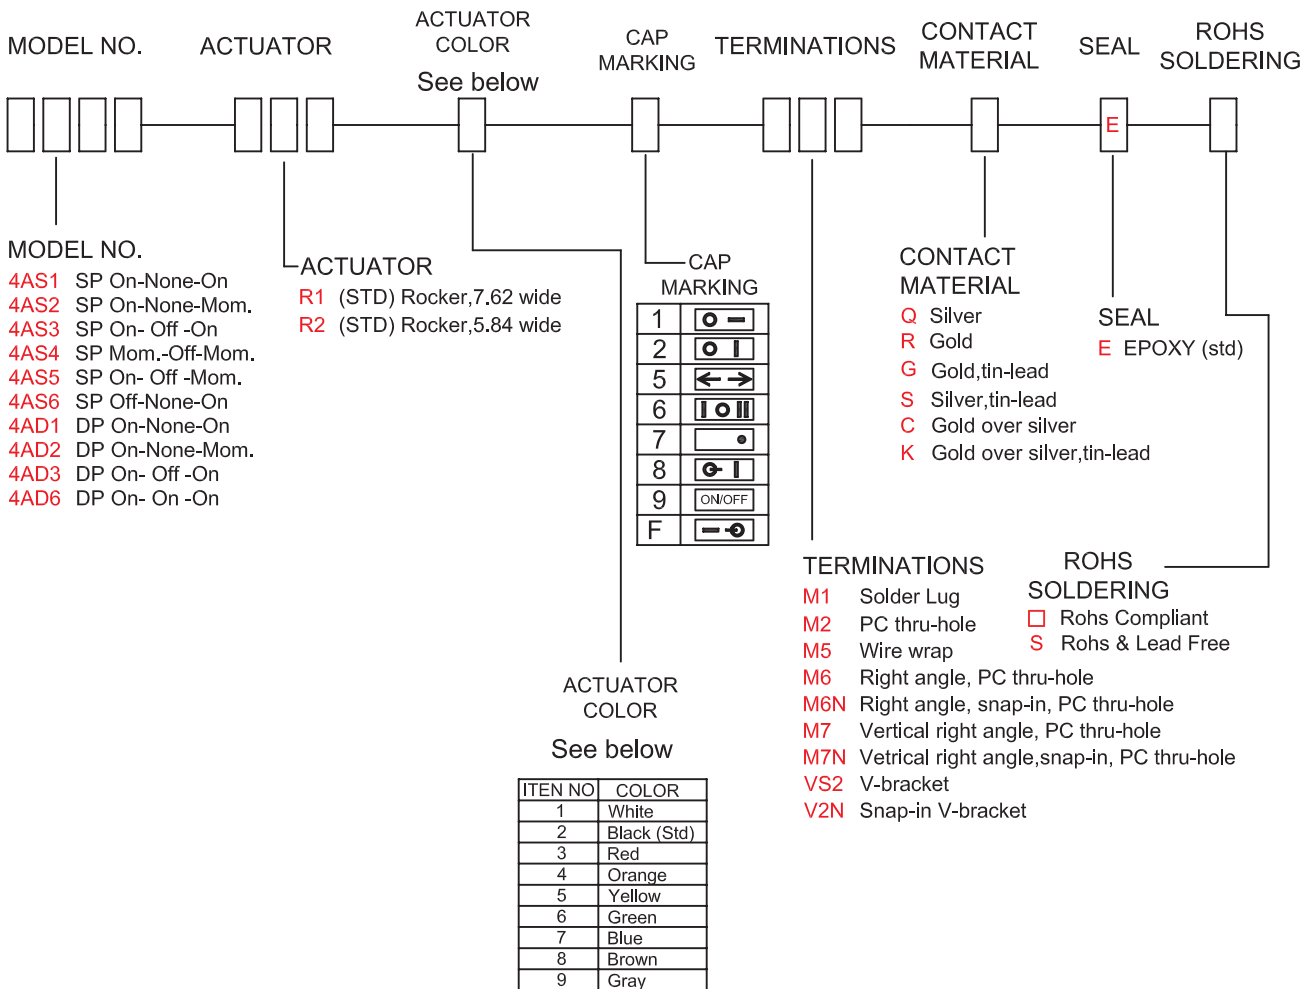 MODEL NO.
ACTUATOR
ACTUATOR
COLOR
See below
CAP
MARKING
TERMINATIONS
CONTACT
MATERIAL
SEAL
ROHS
SOLDERING
E
MODEL NO.
4AS1 SP On-None-On
4AS2 SP On-None-Mom.
4AS3 SP On- Off -On
4AS4 SP Mom.-Off-Mom.
4AS5 SP On- Off -Mom.
4AS6 SP Off-None-On
4AD1 DP On-None-On
4AD2 DP On-None-Mom.
4AD3 DP On- Off -On
4AD6 DP On- On -On
ACTUATOR
R1 (STD) Rocker,7.62 wide
R2 (STD) Rocker,5.84 wide
CAP
MARKING
1 O —
2 O I
5 ← →
6 I O II
7
8
9 ON/OFF
F
CONTACT
MATERIAL
Q Silver
R Gold
G Gold,tin-lead
S Silver,tin-lead
C Gold over silver
K Gold over silver,tin-lead
SEAL
E EPOXY (std)
TERMINATIONS
M1 Solder Lug
M2 PC thru-hole
M5 Wire wrap
M6 Right angle, PC thru-hole
M6N Right angle, snap-in, PC thru-hole
M7 Vertical right angle, PC thru-hole
M7N Vetrical right angle,snap-in, PC thru-hole
VS2 V-bracket
V2N Snap-in V-bracket
ROHS
SOLDERING
□ Rohs Compliant
S Rohs & Lead Free
ACTUATOR
COLOR
See below
ITEN NO COLOR
1 White
2 Black (Std)
3 Red
4 Orange
5 Yellow
6 Green
7 Blue
8 Brown
9 Gray